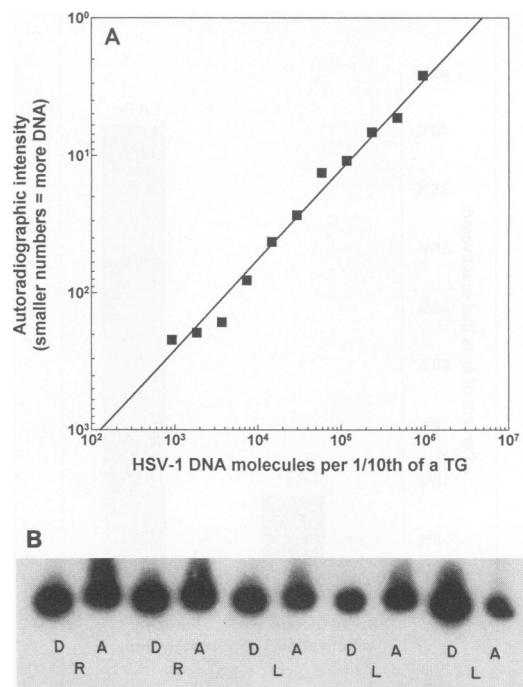 A
Autoradiographic intensity
(smaller numbers = more DNA)
10⁰
10¹
10²
10³
10² 10³ 10⁴ 10⁵ 10⁶ 10⁷
HSV-1 DNA molecules per 1/10th of a TG
B
D A D A D A D A D A
R R L L L